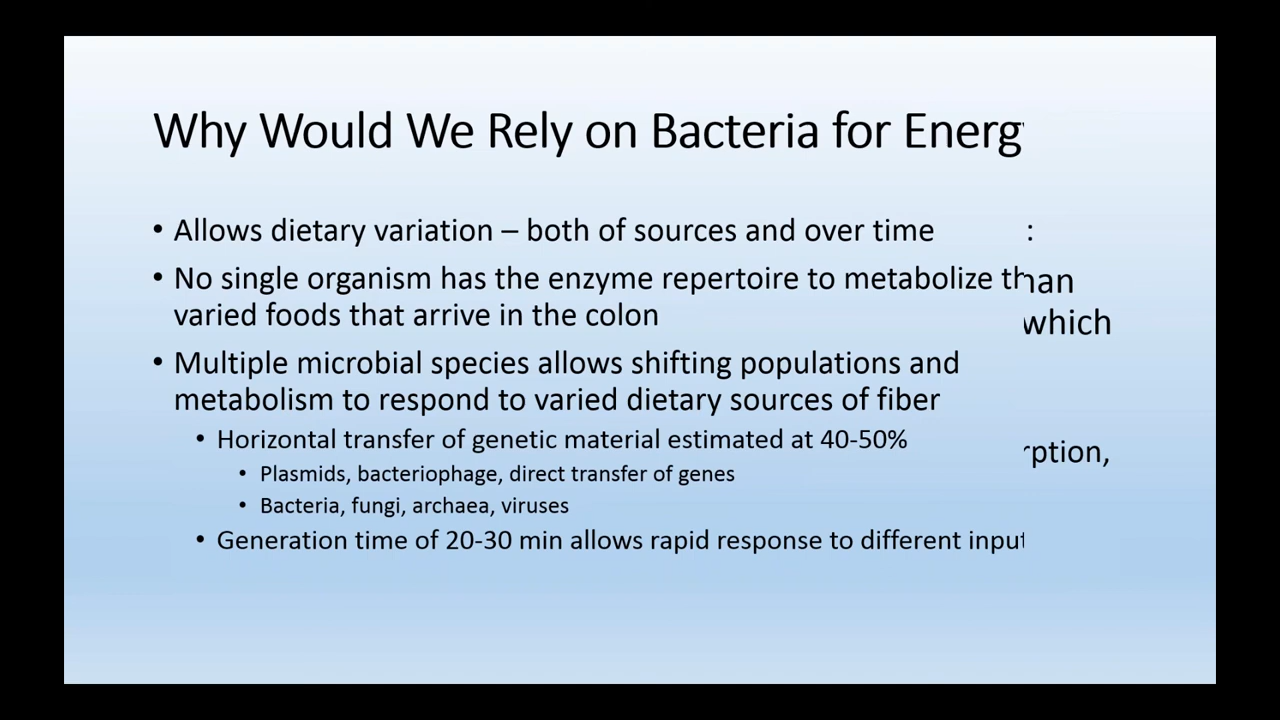 Why Would We Rely on Bacteria for Energ
• Allows dietary variation – both of sources and over time :
• No single organism has the enzyme repertoire to metabolize th
varied foods that arrive in the colon which
• Multiple microbial species allows shifting populations and
metabolism to respond to varied dietary sources of fiber
• Horizontal transfer of genetic material estimated at 40-50%
• Plasmids, bacteriophage, direct transfer of genes
• Bacteria, fungi, archaea, viruses
• Generation time of 20-30 min allows rapid response to different input